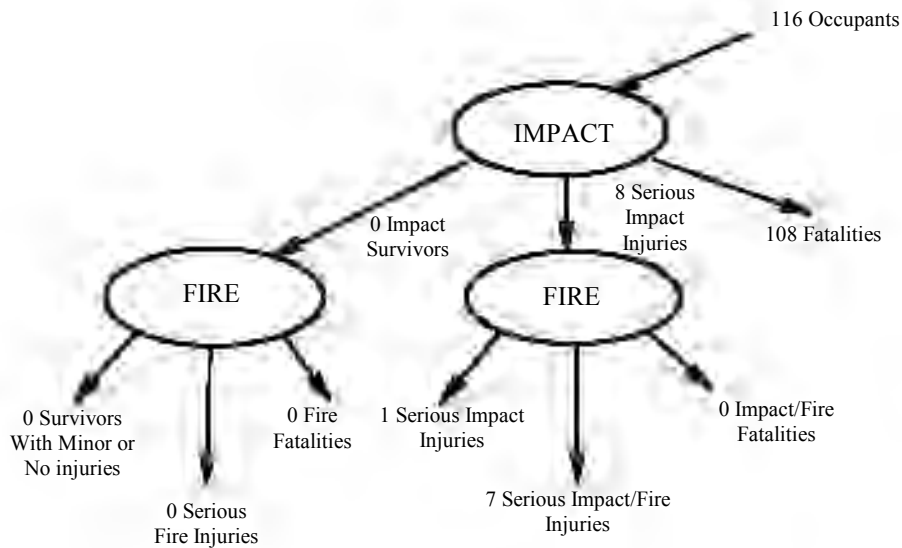 116 Occupants
IMPACT
0 Impact
Survivors
8 Serious
Impact
Injuries
108 Fatalities
FIRE
FIRE
0 Survivors
With Minor or
No injuries
0 Fire
Fatalities
1 Serious Impact
Injuries
0 Impact/Fire
Fatalities
0 Serious
Fire Injuries
7 Serious Impact/Fire
Injuries